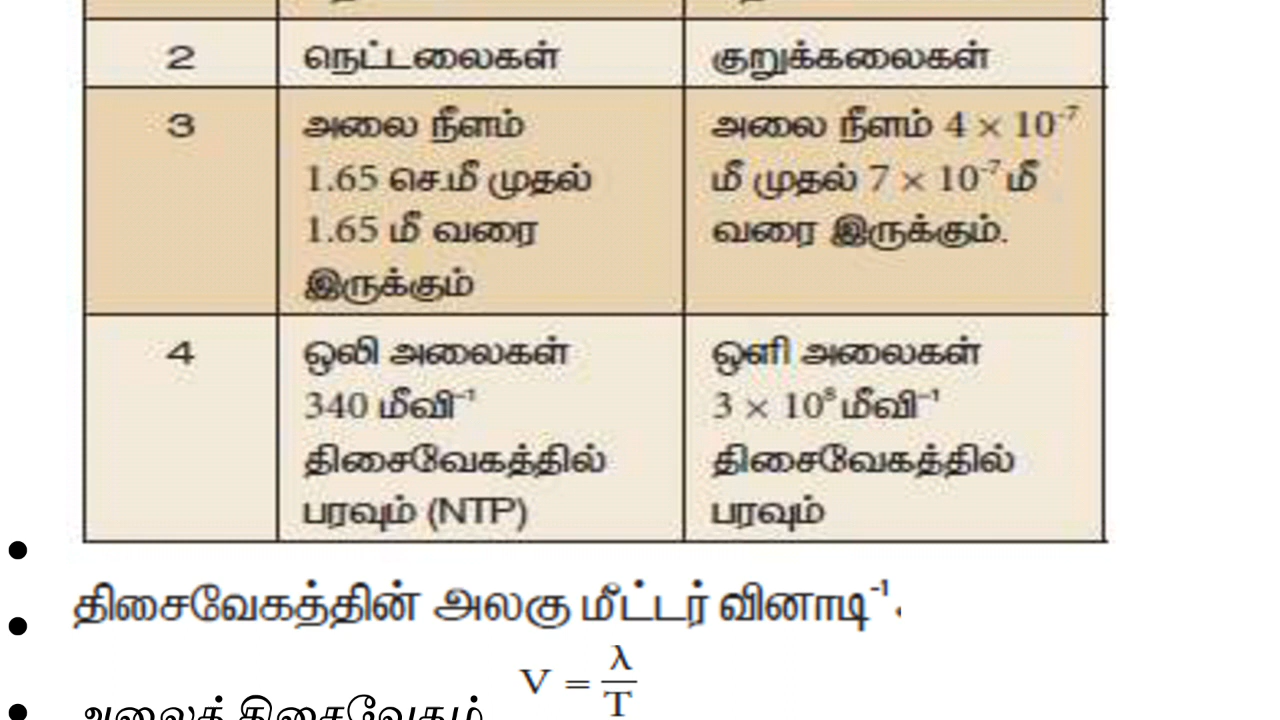 2 நெட்டலைகள் குறுக்கலைகள்
3 அலை நீளம் அலை நீளம் 4 × 10⁻⁷
1.65 செ.மீ முதல் மீ முதல் 7 × 10⁻⁷ மீ
1.65 மீ வரை வரை இருக்கும்.
இருக்கும்
4 ஒலி அலைகள் ஒளி அலைகள்
340 மீவி⁻¹ 3 × 10⁸ மீவி⁻¹
திசைவேகத்தில் திசைவேகத்தில்
பரவும் (NTP) பரவும்
திசைவேகத்தின் அலகு மீட்டர் வினாடி⁻¹.
அலைத் திசைவேகம் V = λ/T